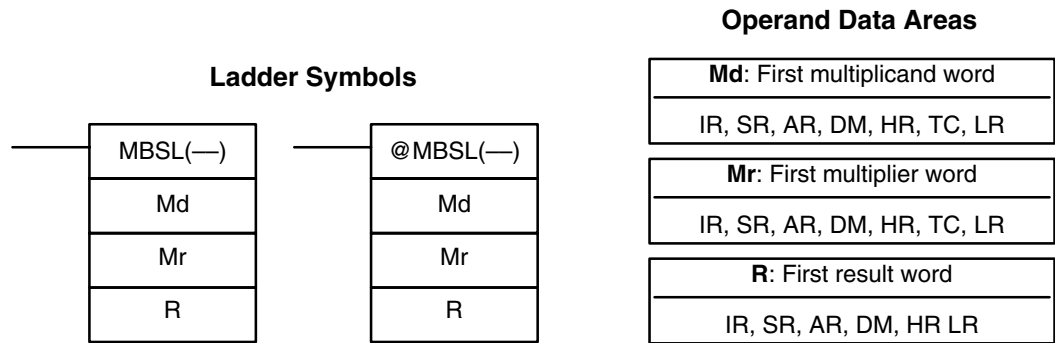 Operand Data Areas
Ladder Symbols
MBSL(—)
Md
Mr
R
@MBSL(—)
Md
Mr
R
Md: First multiplicand word
IR, SR, AR, DM, HR, TC, LR
Mr: First multiplier word
IR, SR, AR, DM, HR, TC, LR
R: First result word
IR, SR, AR, DM, HR LR